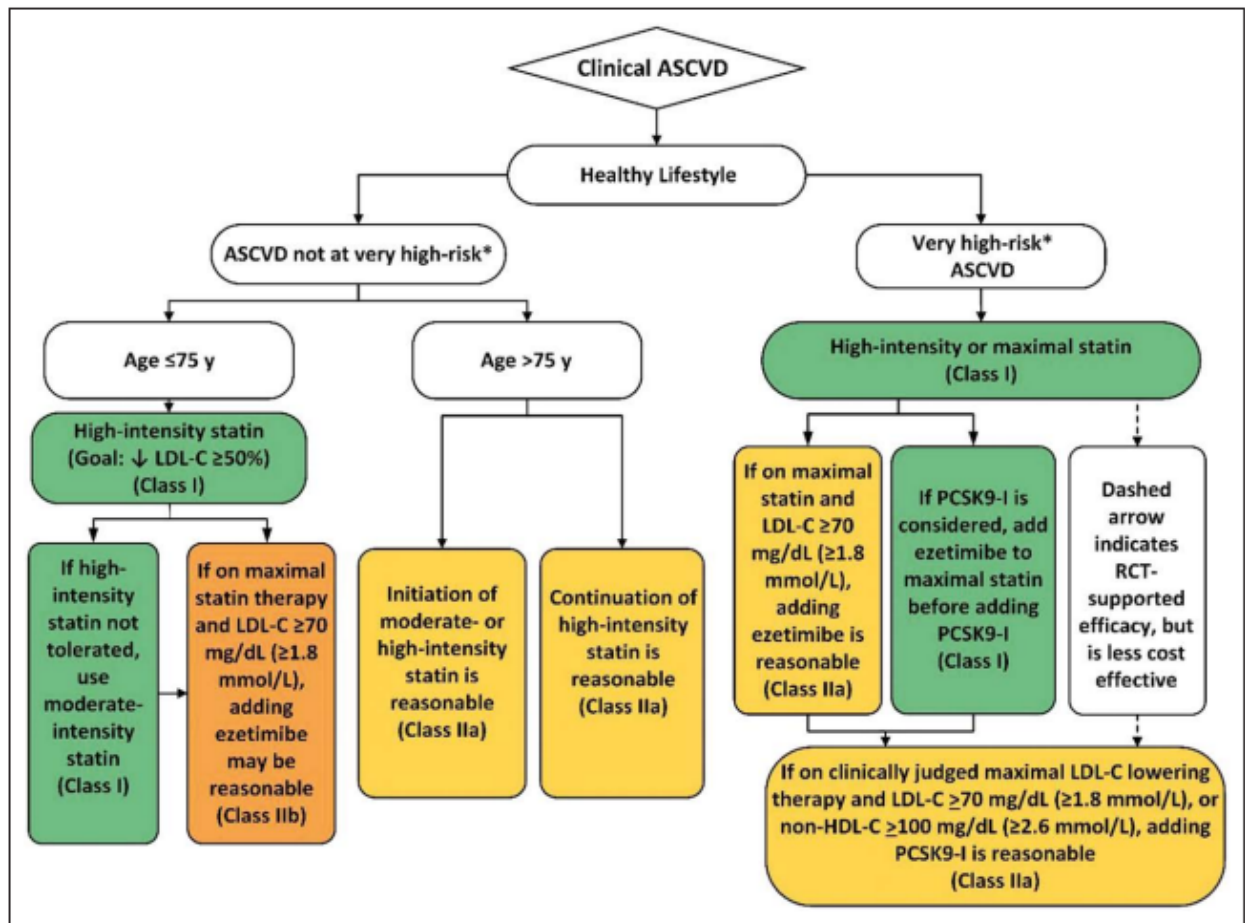 Clinical ASCVD
Healthy Lifestyle
ASCVD not at very high-risk*
Very high-risk*
ASCVD
Age ≤75 y
Age >75 y
High-intensity or maximal statin
(Class I)
High-intensity statin
(Goal: ↓ LDL-C ≥50%)
(Class I)
If high-
intensity
statin not
tolerated,
use
moderate-
intensity
statin
(Class I)
If on maximal
statin therapy
and LDL-C ≥70
mg/dL (≥1.8
mmol/L),
adding
ezetimibe
may be
reasonable
(Class IIb)
Initiation of
moderate- or
high-intensity
statin is
reasonable
(Class IIa)
Continuation of
high-intensity
statin is
reasonable
(Class IIa)
If on maximal
statin and
LDL-C ≥70
mg/dL (≥1.8
mmol/L),
adding
ezetimibe is
reasonable
(Class IIa)
If PCSK9-I is
considered, add
ezetimibe to
maximal statin
before adding
PCSK9-I
(Class I)
Dashed
arrow
indicates
RCT-
supported
efficacy, but
is less cost
effective
If on clinically judged maximal LDL-C lowering
therapy and LDL-C ≥70 mg/dL (≥1.8 mmol/L), or
non-HDL-C ≥100 mg/dL (≥2.6 mmol/L), adding
PCSK9-I is reasonable
(Class IIa)